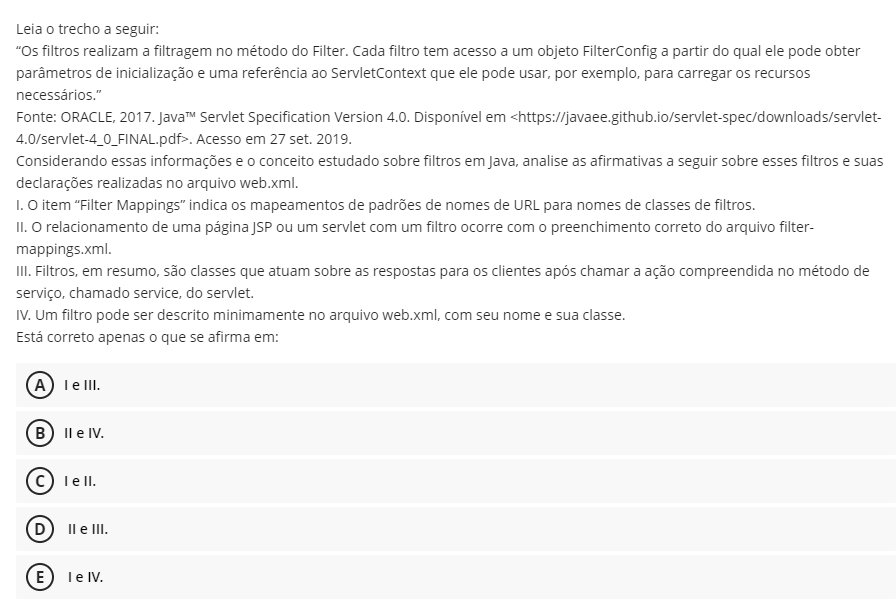 Leia o trecho a seguir:
“Os filtros realizam a filtragem no método do Filter. Cada filtro tem acesso a um objeto FilterConfig a partir do qual ele pode obter
parâmetros de inicialização e uma referência ao ServletContext que ele pode usar, por exemplo, para carregar os recursos
necessários.”
Fonte: ORACLE, 2017. Java™ Servlet Specification Version 4.0. Disponível em <https://javaee.github.io/servlet-spec/downloads/servlet-
4.0/servlet-4_0_FINAL.pdf>. Acesso em 27 set. 2019.
Considerando essas informações e o conceito estudado sobre filtros em Java, analise as afirmativas a seguir sobre esses filtros e suas
declarações realizadas no arquivo web.xml.
I. O item “Filter Mappings” indica os mapeamentos de padrões de nomes de URL para nomes de classes de filtros.
II. O relacionamento de uma página JSP ou um servlet com um filtro ocorre com o preenchimento correto do arquivo filter-
mappings.xml.
III. Filtros, em resumo, são classes que atuam sobre as respostas para os clientes após chamar a ação compreendida no método de
serviço, chamado service, do servlet.
IV. Um filtro pode ser descrito minimamente no arquivo web.xml, com seu nome e sua classe.
Está correto apenas o que se afirma em:
A I e III.
B II e IV.
C I e II.
D II e III.
E I e IV.